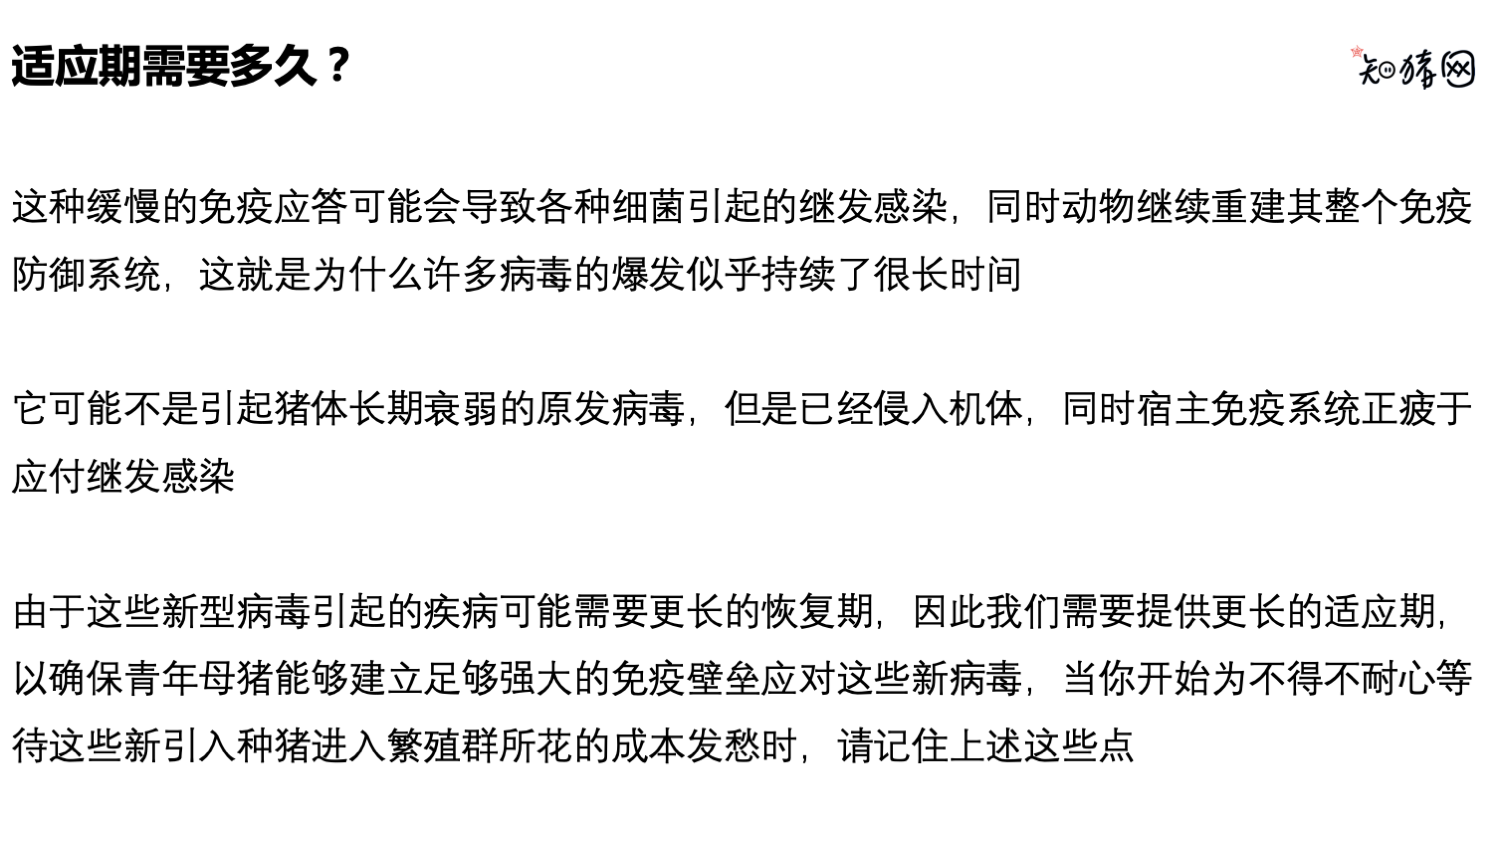 适应期需要多久？
知猪网
这种缓慢的免疫应答可能会导致各种细菌引起的继发感染，同时动物继续重建其整个免疫
防御系统，这就是为什么许多病毒的爆发似乎持续了很长时间
它可能不是引起猪体长期衰弱的原发病毒，但是已经侵入机体，同时宿主免疫系统正疲于
应付继发感染
由于这些新型病毒引起的疾病可能需要更长的恢复期，因此我们需要提供更长的适应期，
以确保青年母猪能够建立足够强大的免疫壁垒应对这些新病毒，当你开始为不得不耐心等
待这些新引入种猪进入繁殖群所花的成本发愁时，请记住上述这些点